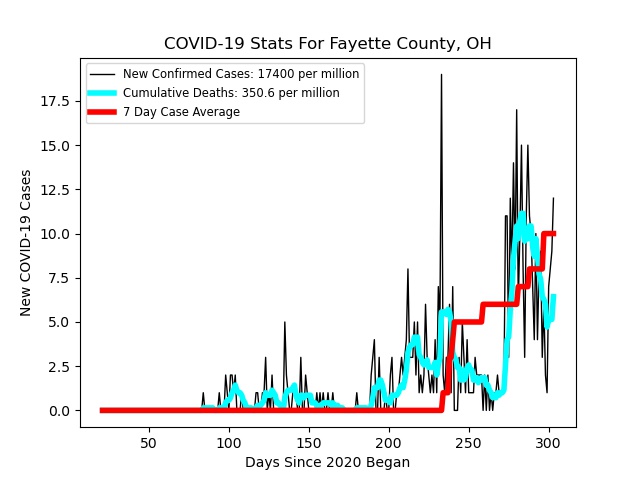 COVID-19 Stats For Fayette County, OH
New Confirmed Cases: 17400 per million
Cumulative Deaths: 350.6 per million
7 Day Case Average
New COVID-19 Cases
17.5
15.0
12.5
10.0
7.5
5.0
2.5
0.0
50 100 150 200 250 300
Days Since 2020 Began